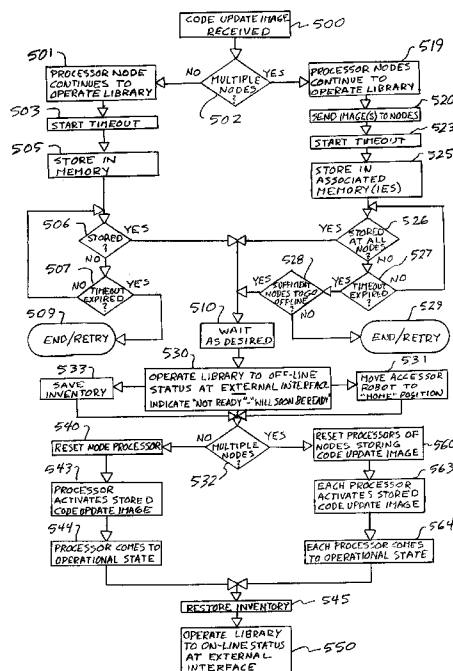 CODE UPDATE IMAGE
RECEIVED
500
501
PROCESSOR NODE
CONTINUES TO
OPERATE LIBRARY
NO
MULTIPLE
NODES
?
502
YES
519
PROCESSOR NODES
CONTINUE TO
OPERATE LIBRARY
503
START TIMEOUT
520
SEND IMAGE(S) TO NODES
523
START TIMEOUT
505
STORE IN
MEMORY
525
STORE IN
ASSOCIATED
MEMORY(IES)
506
STORED
?
YES
NO
526
YES
STORED
AT ALL
NODES
?
NO
507
NO
TIMEOUT
EXPIRED
?
YES
528
YES
SUFFICIENT
NODES TO GO
OFFLINE
?
NO
527
YES
TIMEOUT
EXPIRED
?
NO
509
END/RETRY
510
WAIT
AS DESIRED
529
END/RETRY
530
OPERATE LIBRARY TO OFF-LINE
STATUS AT EXTERNAL INTERFACE
INDICATE "NOT READY"-"WILL SOON BE READY"
533
SAVE
INVENTORY
531
MOVE ACCESSOR
ROBOT TO
"HOME" POSITION
540
RESET NODE PROCESSOR
NO
MULTIPLE
NODES
?
532
YES
RESET PROCESSORS OF
NODES STORING
CODE UPDATE IMAGE
560
543
PROCESSOR
ACTIVATES STORED
CODE UPDATE IMAGE
563
EACH PROCESSOR
ACTIVATES STORED
CODE UPDATE IMAGE
544
PROCESSOR COMES TO
OPERATIONAL STATE
564
EACH PROCESSOR COMES
TO OPERATIONAL STATE
RESTORE INVENTORY
545
OPERATE LIBRARY
TO ON-LINE STATUS
AT EXTERNAL
INTERFACE
550